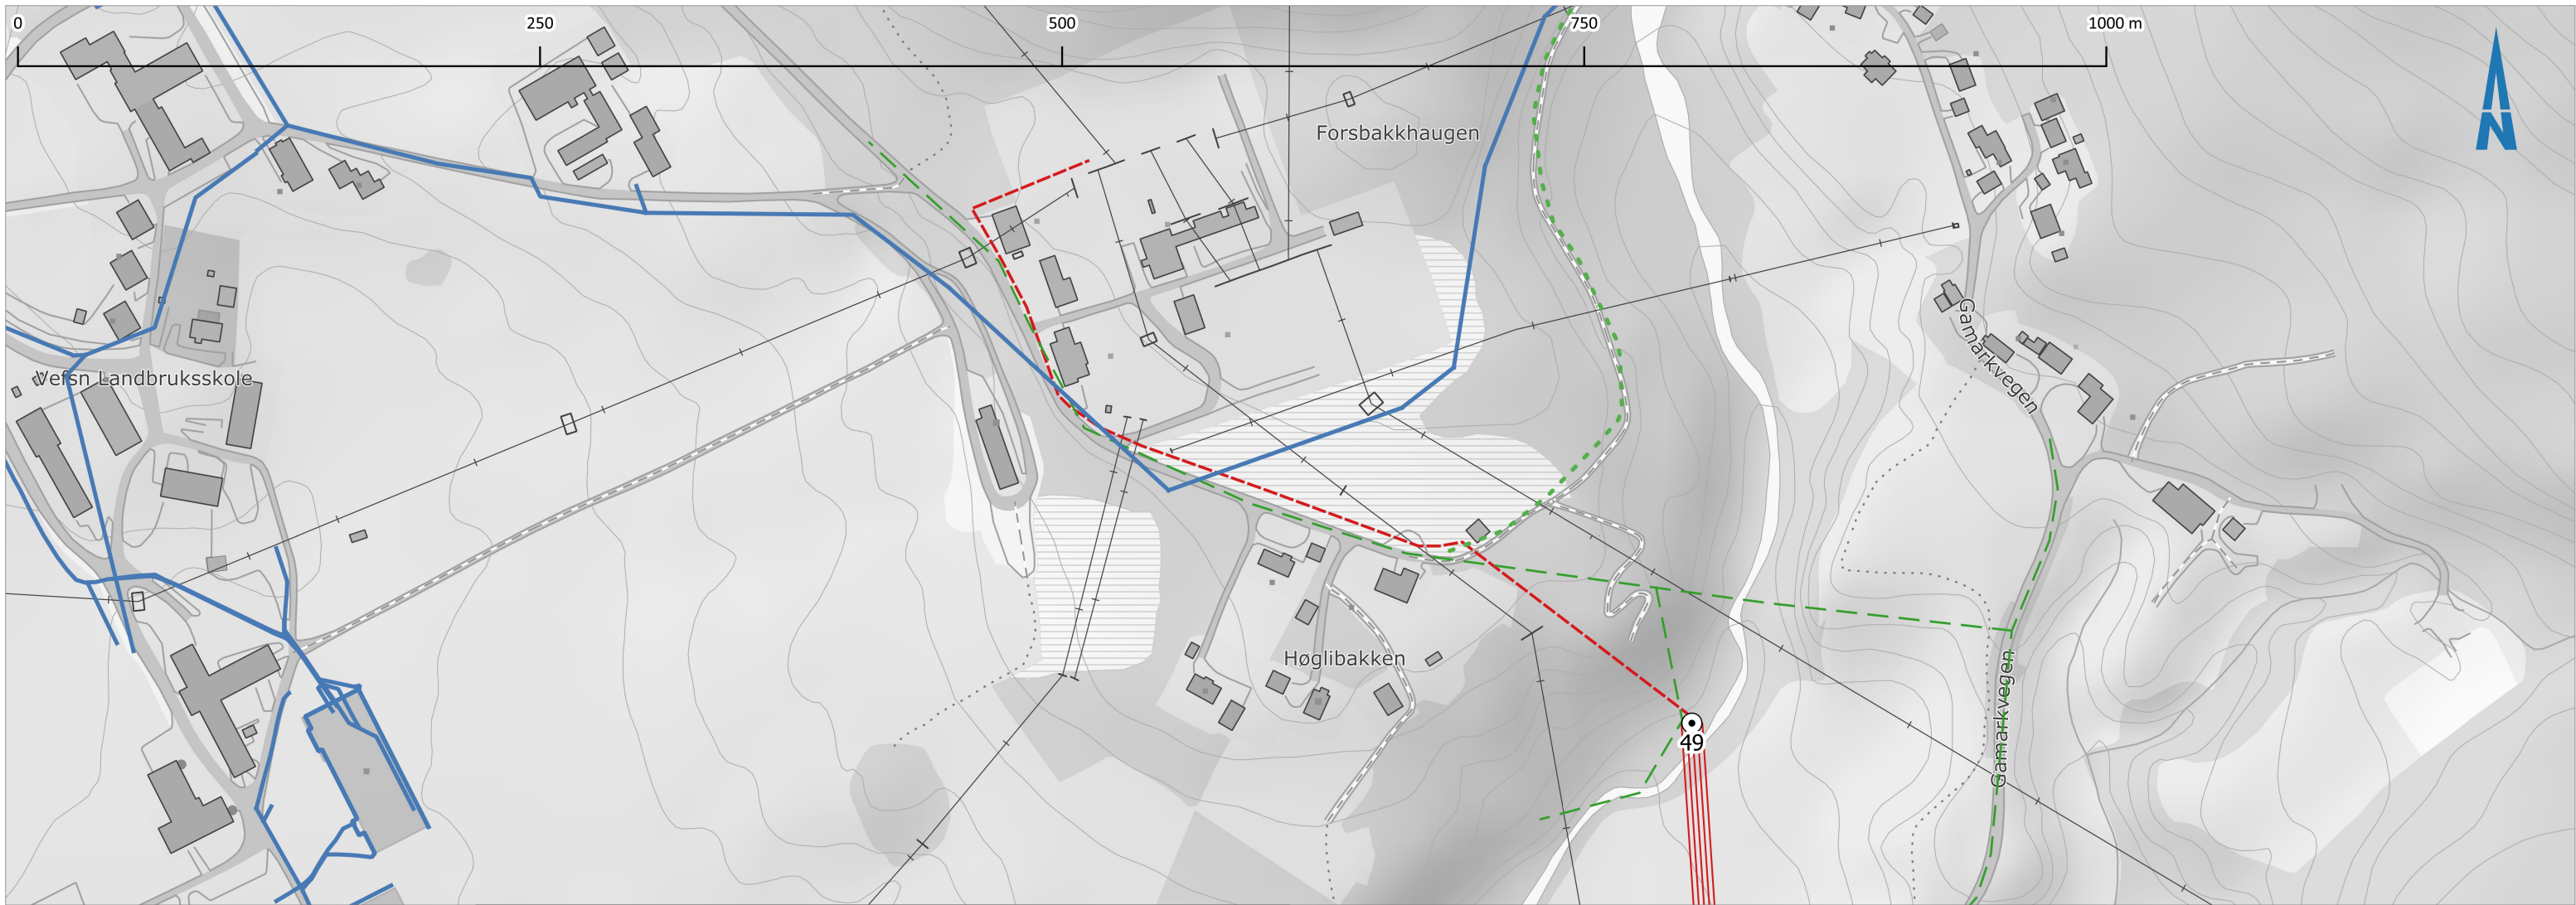 0 250 500 750 1000 m
N
Forsbakkhaugen
Gamarkvegen
Vefsn Landbruksskole
Høglibakken
Gamarkvegen
49